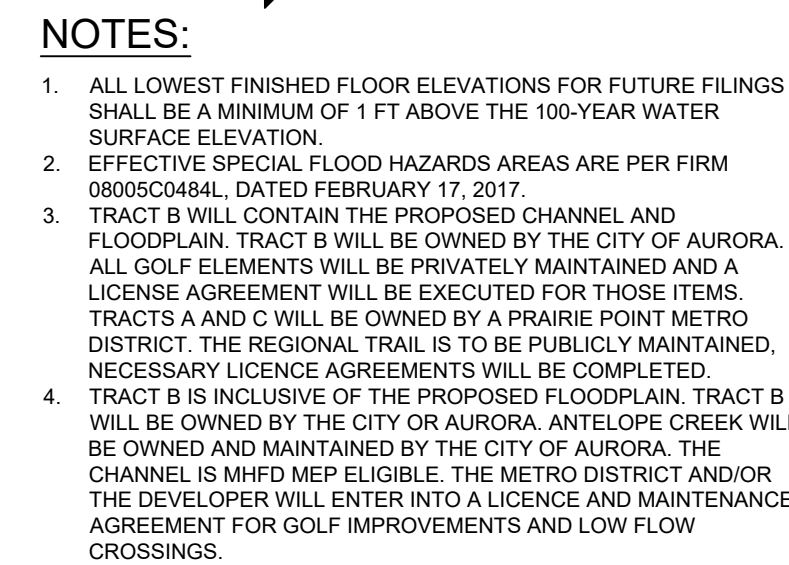 NOTES:
1. ALL LOWEST FINISHED FLOOR ELEVATIONS FOR FUTURE FILINGS
SHALL BE A MINIMUM OF 1 FT ABOVE THE 100-YEAR WATER
SURFACE ELEVATION.
2. EFFECTIVE SPECIAL FLOOD HAZARDS AREAS ARE PER FIRM
08005C0484L, DATED FEBRUARY 17, 2017.
3. TRACT B WILL CONTAIN THE PROPOSED CHANNEL AND
FLOODPLAIN. TRACT B WILL BE OWNED BY THE CITY OF AURORA.
ALL GOLF ELEMENTS WILL BE PRIVATELY MAINTAINED AND A
LICENSE AGREEMENT WILL BE EXECUTED FOR THOSE ITEMS.
TRACTS A AND C WILL BE OWNED BY A PRAIRIE POINT METRO
DISTRICT. THE REGIONAL TRAIL IS TO BE PUBLICLY MAINTAINED,
NECESSARY LICENCE AGREEMENTS WILL BE COMPLETED.
4. TRACT B IS INCLUSIVE OF THE PROPOSED FLOODPLAIN. TRACT B
WILL BE OWNED BY THE CITY OR AURORA. ANTELOPE CREEK WILL
BE OWNED AND MAINTAINED BY THE CITY OF AURORA. THE
CHANNEL IS MHFD MEP ELIGIBLE. THE METRO DISTRICT AND/OR
THE DEVELOPER WILL ENTER INTO A LICENCE AND MAINTENANCE
AGREEMENT FOR GOLF IMPROVEMENTS AND LOW FLOW
CROSSINGS.